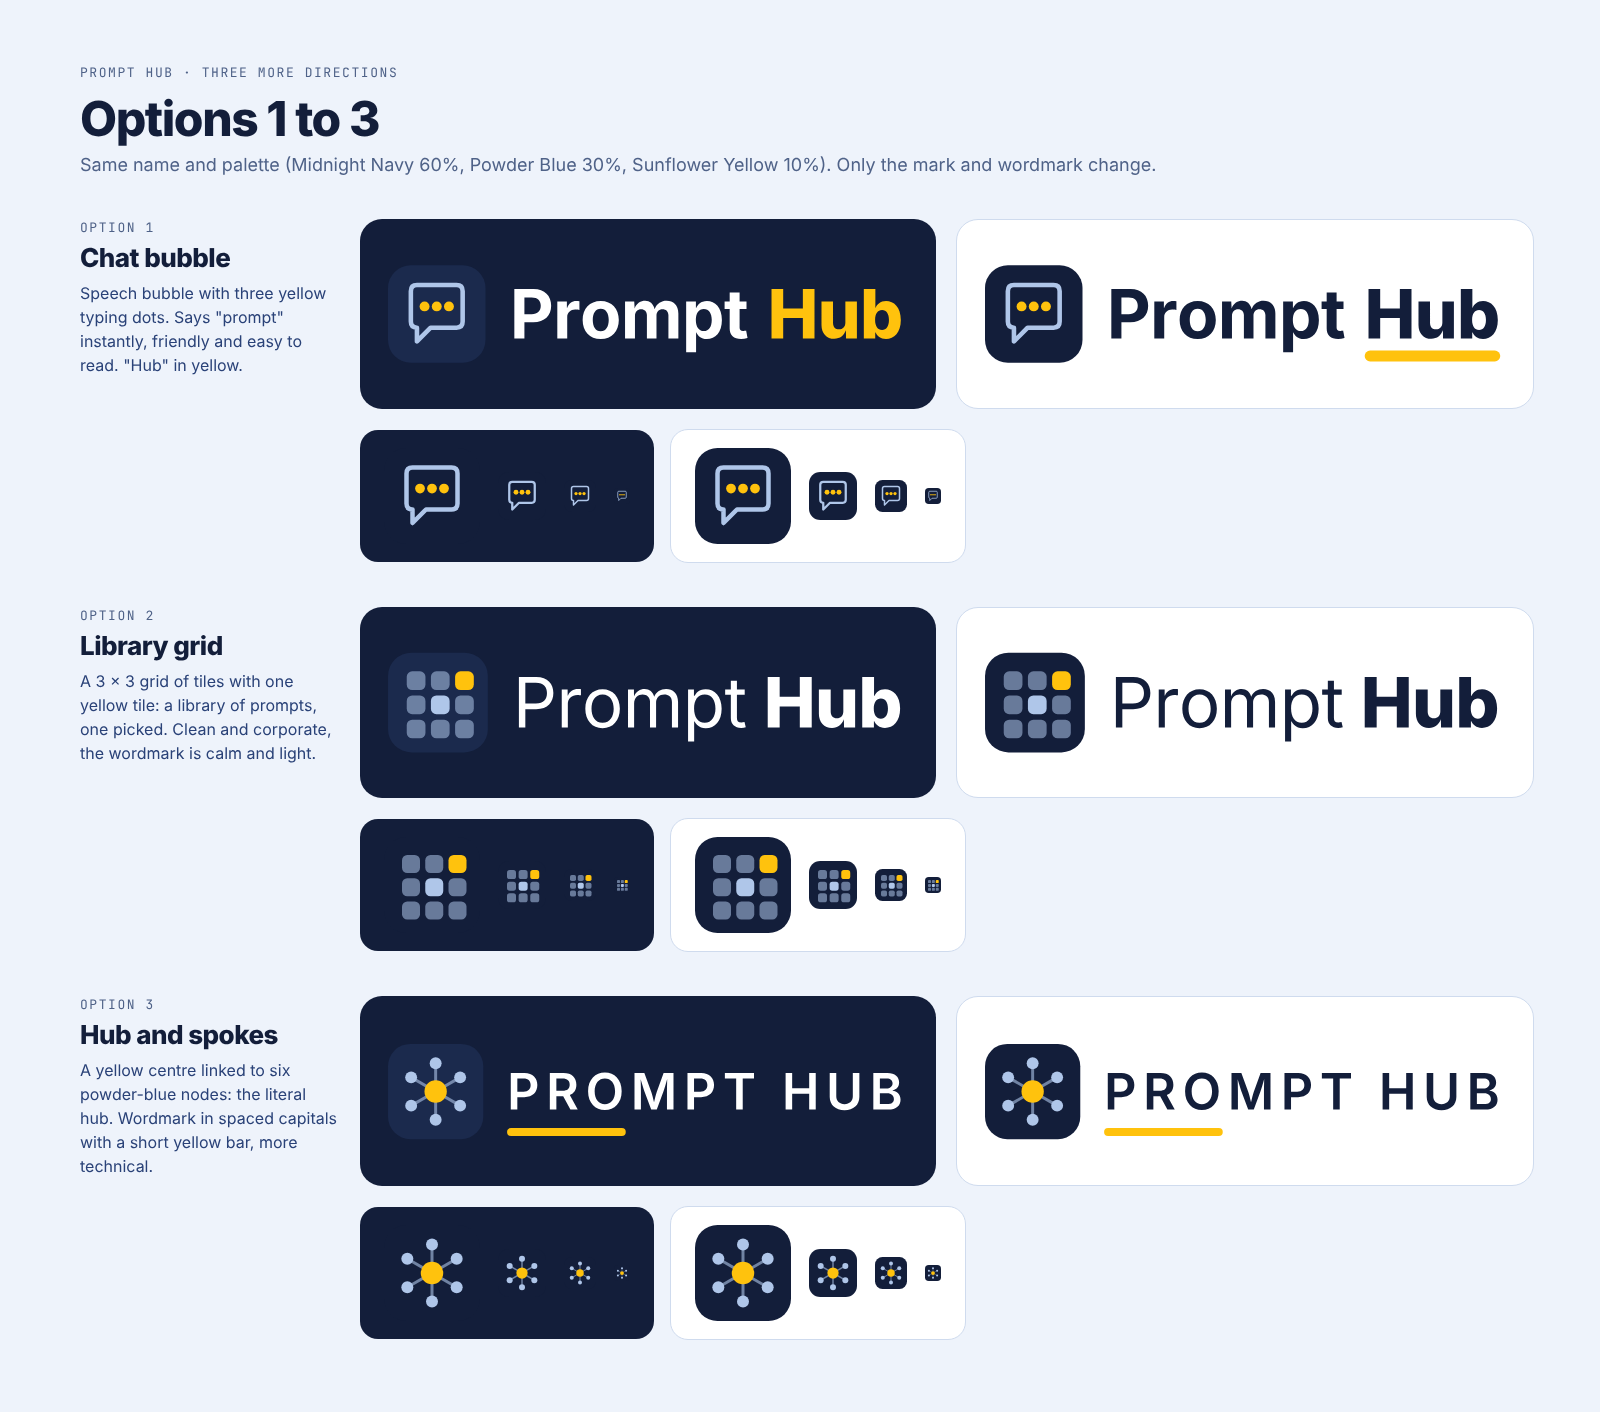 PROMPT HUB · THREE MORE DIRECTIONS
Options 1 to 3
Same name and palette (Midnight Navy 60%, Powder Blue 30%, Sunflower Yellow 10%). Only the mark and wordmark change.
OPTION 1
Chat bubble
Speech bubble with three yellow
typing dots. Says "prompt"
instantly, friendly and easy to
read. "Hub" in yellow.
Prompt Hub
Prompt Hub
OPTION 2
Library grid
A 3 × 3 grid of tiles with one
yellow tile: a library of prompts,
one picked. Clean and corporate,
the wordmark is calm and light.
Prompt Hub
Prompt Hub
OPTION 3
Hub and spokes
A yellow centre linked to six
powder-blue nodes: the literal
hub. Wordmark in spaced capitals
with a short yellow bar, more
technical.
PROMPT HUB
PROMPT HUB